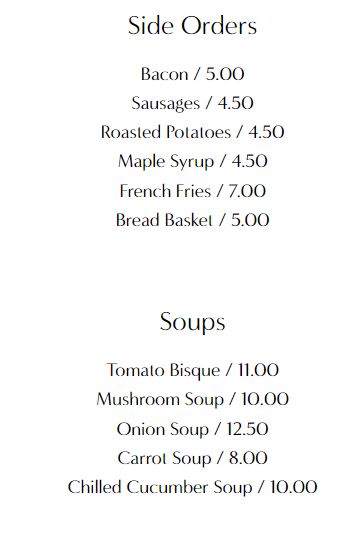 Side Orders
Bacon / 5.00
Sausages / 4.50
Roasted Potatoes / 4.50
Maple Syrup / 4.50
French Fries / 7.00
Bread Basket / 5.00
Soups
Tomato Bisque / 11.00
Mushroom Soup / 10.00
Onion Soup / 12.50
Carrot Soup / 8.00
Chilled Cucumber Soup / 10.00